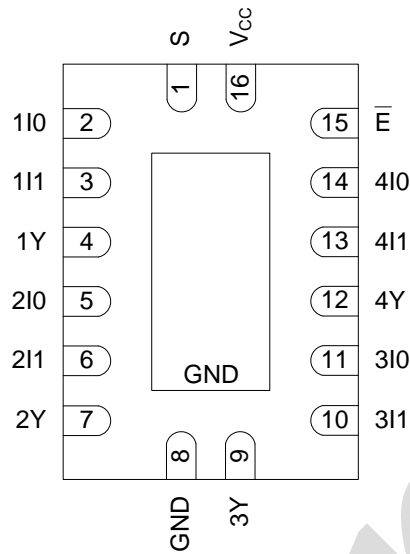 S VCC
1 16
1I0 2 15 E̅
1I1 3 14 4I0
1Y 4 13 4I1
2I0 5 12 4Y
2I1 6 11 3I0
GND
2Y 7 10 3I1
8 9
GND 3Y